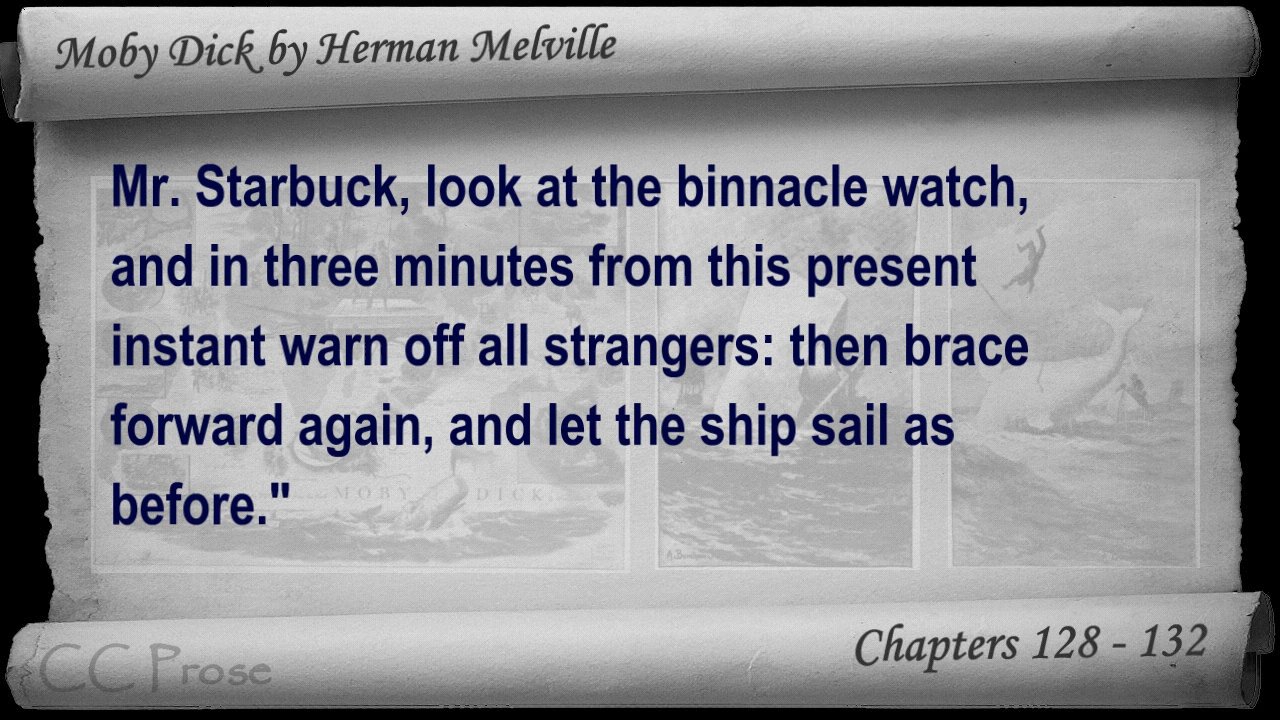 Moby Dick by Herman Melville
Mr. Starbuck, look at the binnacle watch,
and in three minutes from this present
instant warn off all strangers: then brace
forward again, and let the ship sail as
before."
MOBY DICK
Chapters 128 - 132
CC Prose